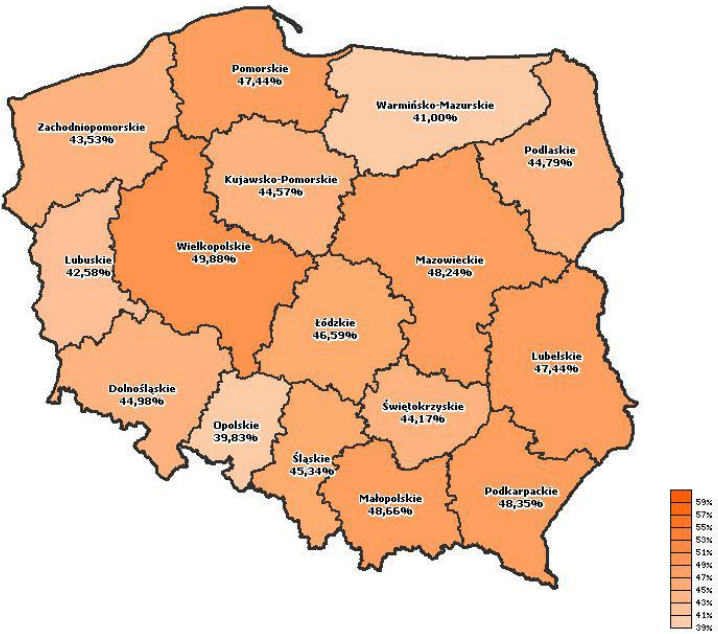 Pomorskie
47,44%
Warmińsko-Mazurskie
41,00%
Zachodniopomorskie
43,53%
Podlaskie
44,79%
Kujawsko-Pomorskie
44,57%
Wielkopolskie
49,88%
Mazowieckie
48,24%
Lubuskie
42,58%
Łódzkie
46,59%
Lubelskie
47,44%
Dolnośląskie
44,98%
Świętokrzyskie
44,17%
Opolskie
39,83%
Śląskie
45,34%
Małopolskie
48,66%
Podkarpackie
48,35%
59%
57%
55%
53%
51%
49%
47%
45%
43%
41%
39%